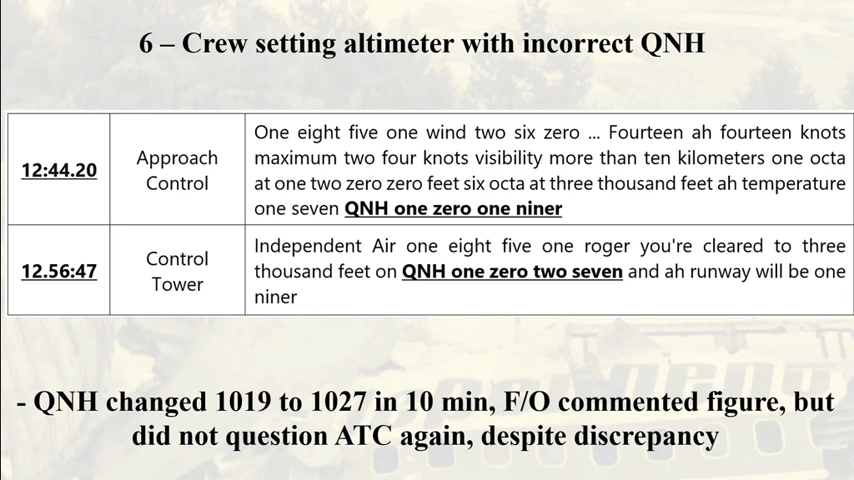 6 – Crew setting altimeter with incorrect QNH
12:44.20
Approach
Control
One eight five one wind two six zero ... Fourteen ah fourteen knots
maximum two four knots visibility more than ten kilometers one octa
at one two zero zero feet six octa at three thousand feet ah temperature
one seven QNH one zero one niner
12.56:47
Control
Tower
Independent Air one eight five one roger you're cleared to three
thousand feet on QNH one zero two seven and ah runway will be one
niner
- QNH changed 1019 to 1027 in 10 min, F/O commented figure, but
did not question ATC again, despite discrepancy